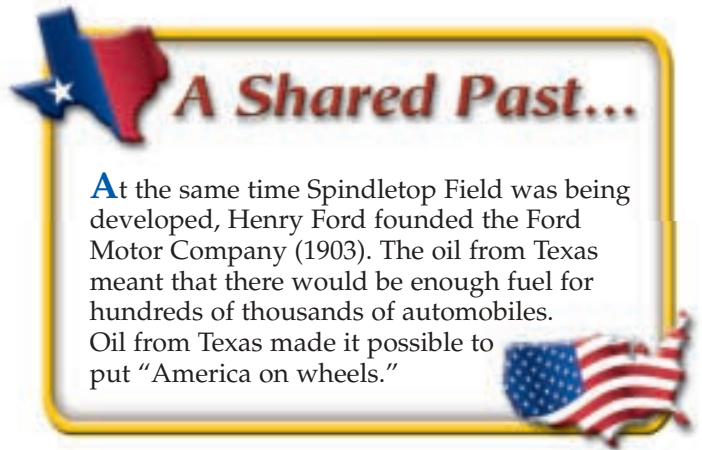 A Shared Past...
At the same time Spindletop Field was being
developed, Henry Ford founded the Ford
Motor Company (1903). The oil from Texas
meant that there would be enough fuel for
hundreds of thousands of automobiles.
Oil from Texas made it possible to
put “America on wheels.”